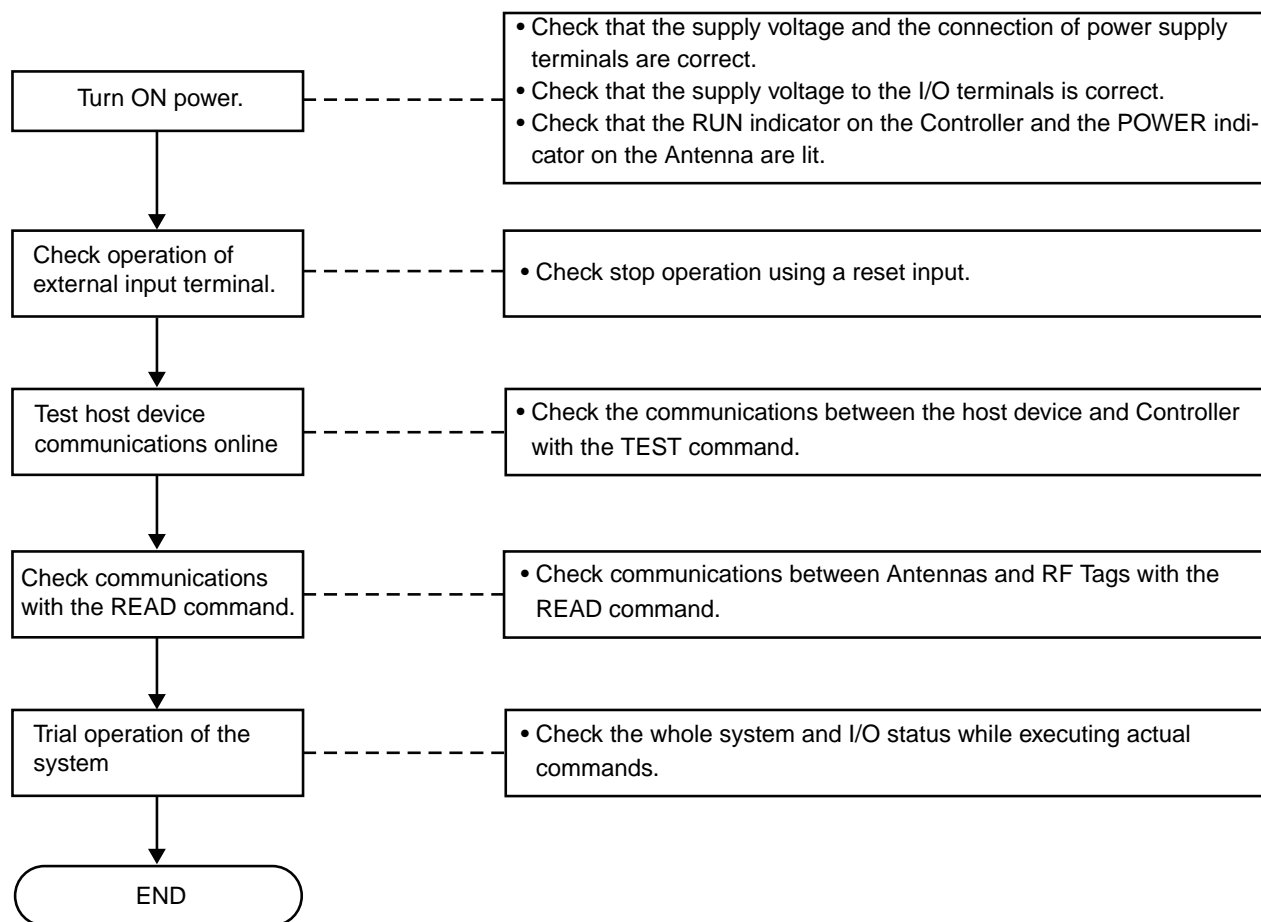 Turn ON power.
• Check that the supply voltage and the connection of power supply
terminals are correct.
• Check that the supply voltage to the I/O terminals is correct.
• Check that the RUN indicator on the Controller and the POWER indi-
cator on the Antenna are lit.
Check operation of
external input terminal.
• Check stop operation using a reset input.
Test host device
communications online
• Check the communications between the host device and Controller
with the TEST command.
Check communications
with the READ command.
• Check communications between Antennas and RF Tags with the
READ command.
Trial operation of the
system
• Check the whole system and I/O status while executing actual
commands.
END